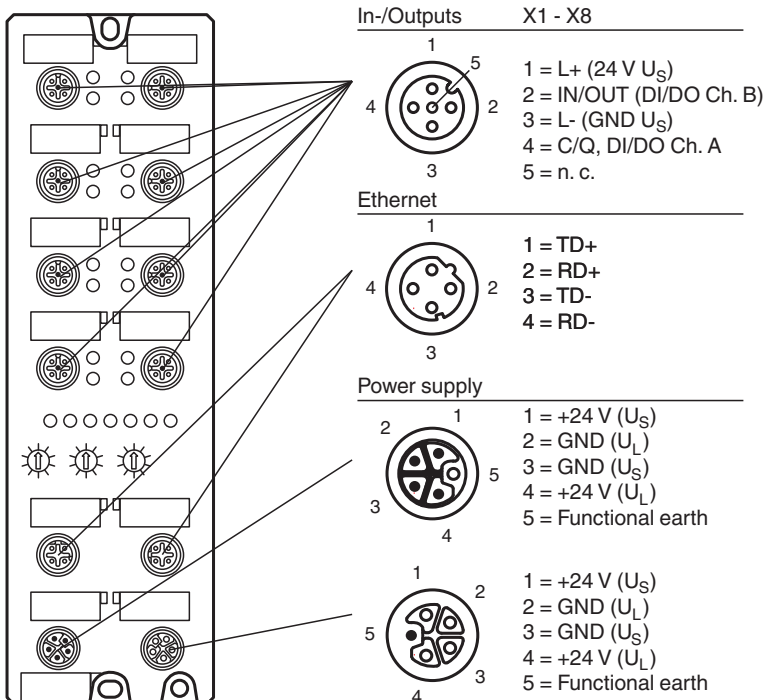 In-/Outputs X1 - X8
1
5
4
2
3
1 = L+ (24 V US)
2 = IN/OUT (DI/DO Ch. B)
3 = L- (GND US)
4 = C/Q, DI/DO Ch. A
5 = n. c.
Ethernet
1
4
2
3
1 = TD+
2 = RD+
3 = TD-
4 = RD-
Power supply
2
1
5
3
4
1 = +24 V (US)
2 = GND (UL)
3 = GND (US)
4 = +24 V (UL)
5 = Functional earth
1
2
5
3
4
1 = +24 V (US)
2 = GND (UL)
3 = GND (US)
4 = +24 V (UL)
5 = Functional earth